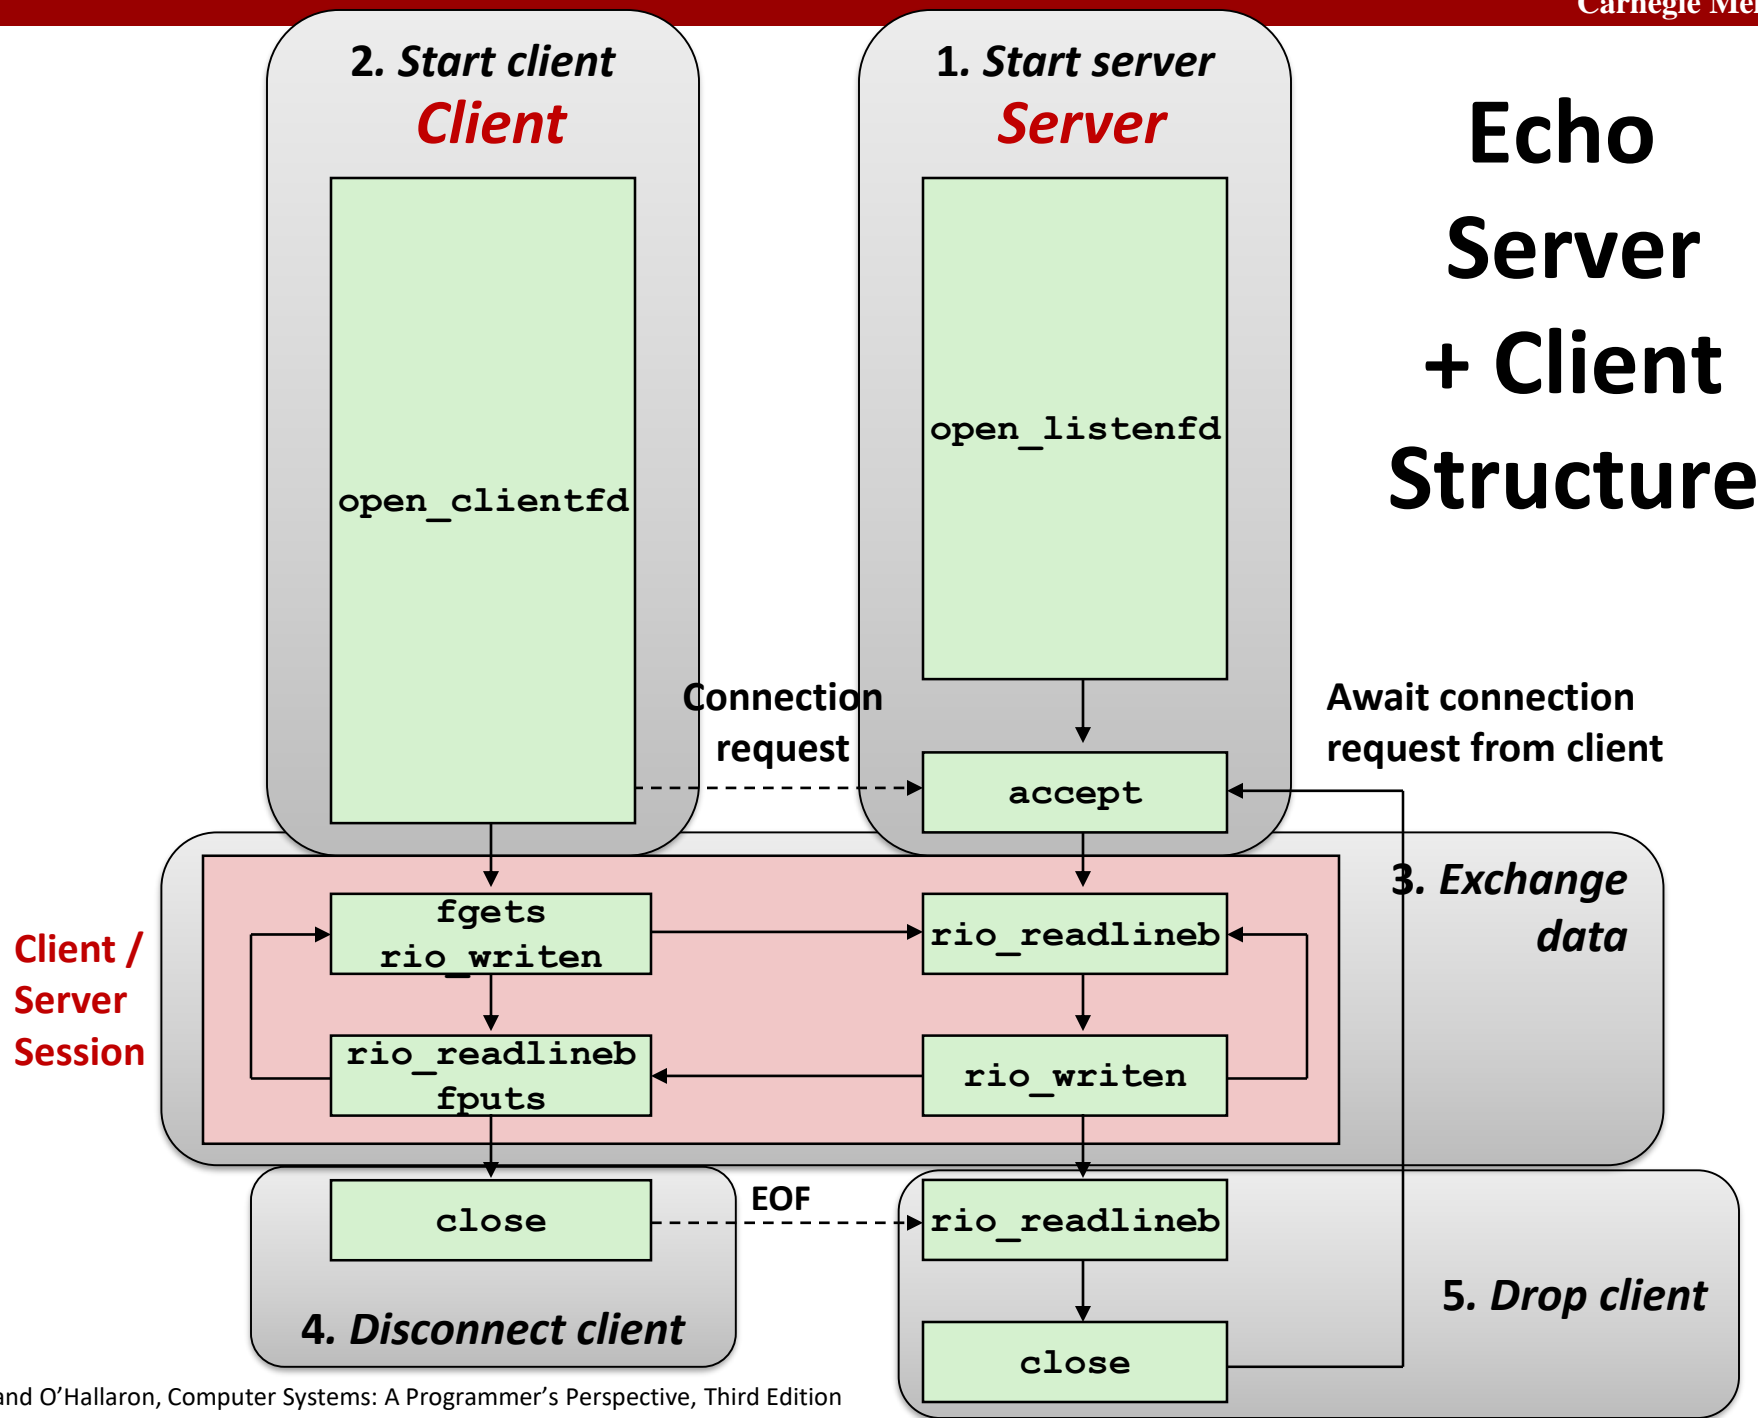 Carnegie Mel
2. Start client
Client
1. Start server
Server
Echo
Server
+ Client
Structure
open_clientfd
open_listenfd
Connection
request
Await connection
request from client
accept
3. Exchange
data
Client /
Server
Session
fgets
rio_writen
rio_readlineb
rio_readlineb
fputs
rio_writen
close
EOF
rio_readlineb
4. Disconnect client
5. Drop client
close
and O'Hallaron, Computer Systems: A Programmer's Perspective, Third Edition